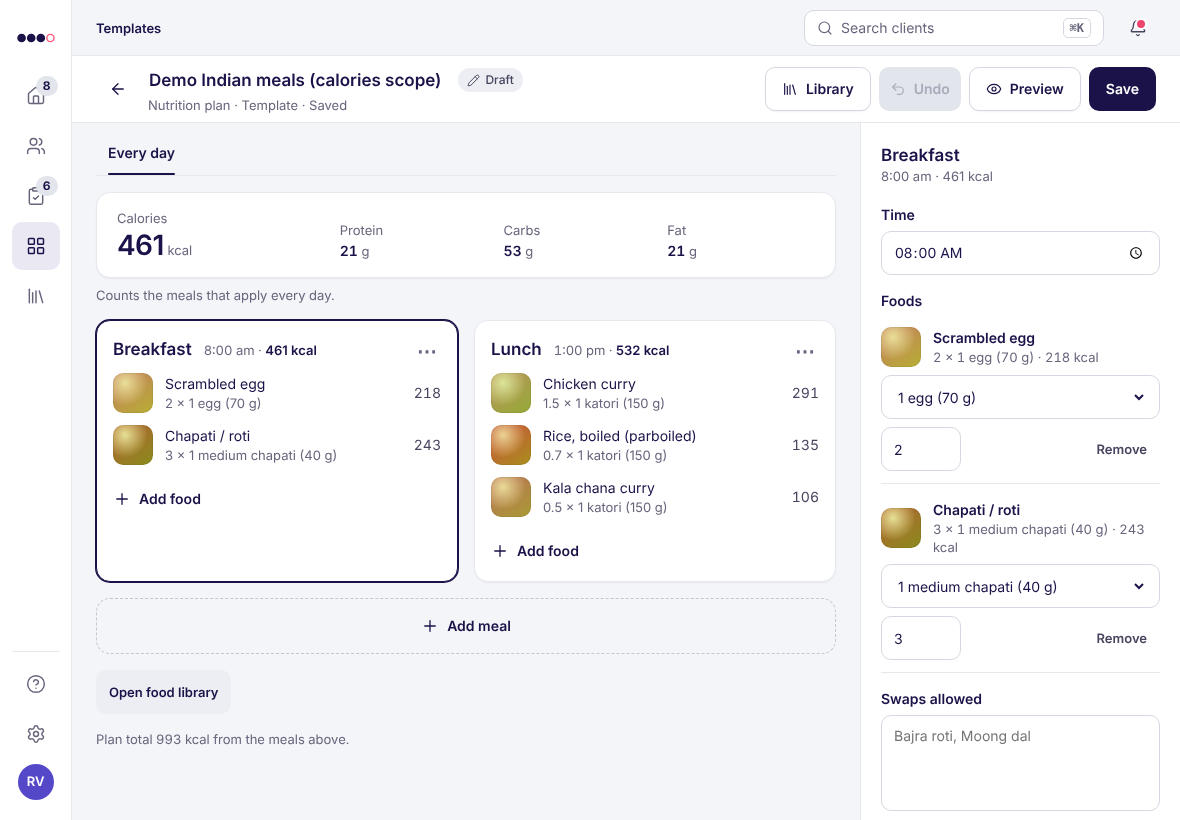 Templates
Search clients
⌘K
8
6
RV
Demo Indian meals (calories scope)
Draft
Nutrition plan · Template · Saved
Library
Undo
Preview
Save
Every day
Calories
461 kcal
Protein
21 g
Carbs
53 g
Fat
21 g
Counts the meals that apply every day.
Breakfast 8:00 am · 461 kcal
Scrambled egg
2 × 1 egg (70 g)
218
Chapati / roti
3 × 1 medium chapati (40 g)
243
Add food
Lunch 1:00 pm · 532 kcal
Chicken curry
1.5 × 1 katori (150 g)
291
Rice, boiled (parboiled)
0.7 × 1 katori (150 g)
135
Kala chana curry
0.5 × 1 katori (150 g)
106
Add food
Add meal
Open food library
Plan total 993 kcal from the meals above.
Breakfast
8:00 am · 461 kcal
Time
08:00 AM
Foods
Scrambled egg
2 × 1 egg (70 g) · 218 kcal
1 egg (70 g)
2
Remove
Chapati / roti
3 × 1 medium chapati (40 g) · 243
kcal
1 medium chapati (40 g)
3
Remove
Swaps allowed
Bajra roti, Moong dal